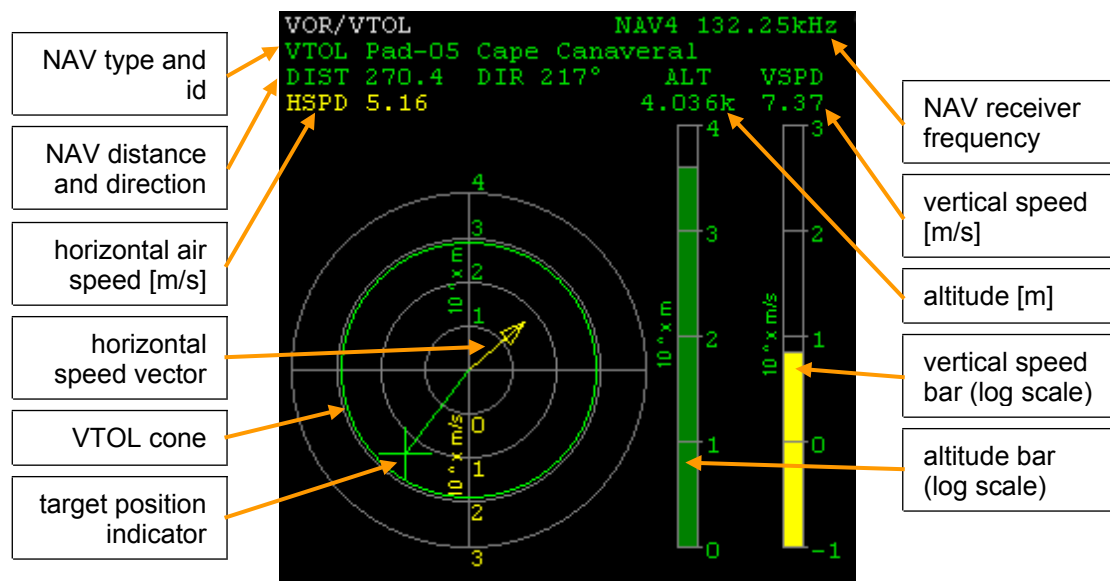 VOR/VTOL NAV4 132.25kHz
VTOL Pad-05 Cape Canaveral
DIST 270.4 DIR 217° ALT VSPD
HSPD 5.16 4.036k 7.37
NAV type and
id
NAV distance
and direction
horizontal air
speed [m/s]
horizontal
speed vector
VTOL cone
target position
indicator
4
3
2
1
10^x m
0
1
2
3
10^x m/s
4
3
2
1
0
10^x m
3
2
1
0
-1
10^x m/s
NAV receiver
frequency
vertical speed
[m/s]
altitude [m]
vertical speed
bar (log scale)
altitude bar
(log scale)